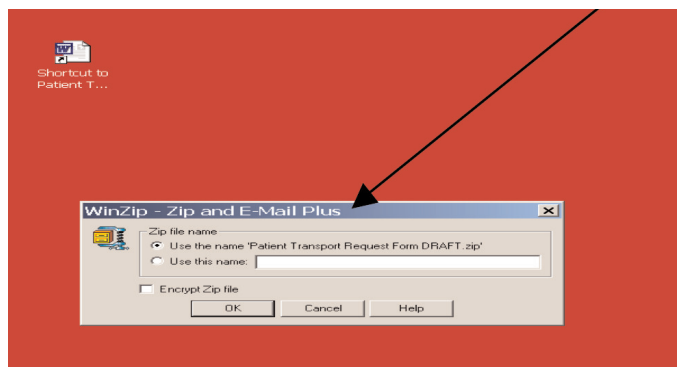 Shortcut to
Patient T...
WinZip - Zip and E-Mail Plus
Zip file name
Use the name 'Patient Transport Request Form DRAFT.zip'
Use this name:
Encrypt Zip file
OK Cancel Help